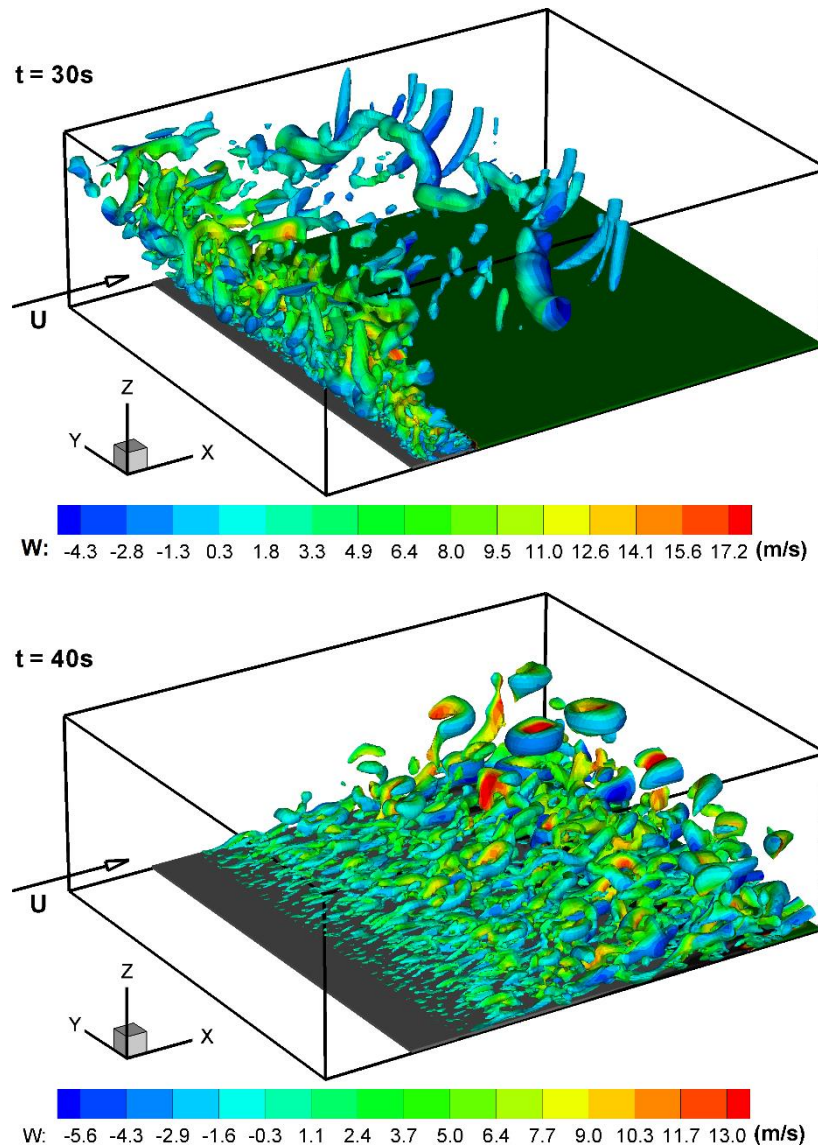 t = 30s
U
Z
Y
X
W: -4.3 -2.8 -1.3 0.3 1.8 3.3 4.9 6.4 8.0 9.5 11.0 12.6 14.1 15.6 17.2 (m/s)
t = 40s
U
Z
Y
X
W: -5.6 -4.3 -2.9 -1.6 -0.3 1.1 2.4 3.7 5.0 6.4 7.7 9.0 10.3 11.7 13.0 (m/s)